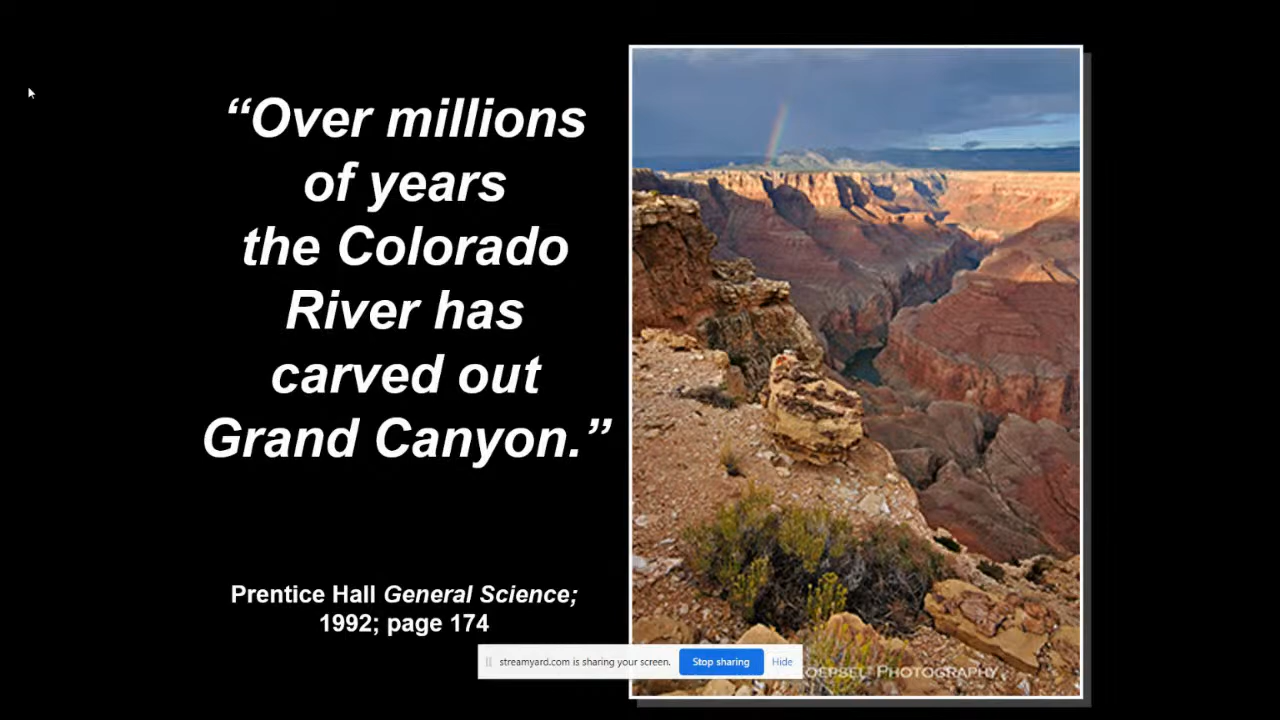 “Over millions
of years
the Colorado
River has
carved out
Grand Canyon.”
Prentice Hall General Science;
1992; page 174
streamyard.com is sharing your screen. Stop sharing Hide
PHOTOGRAPHY